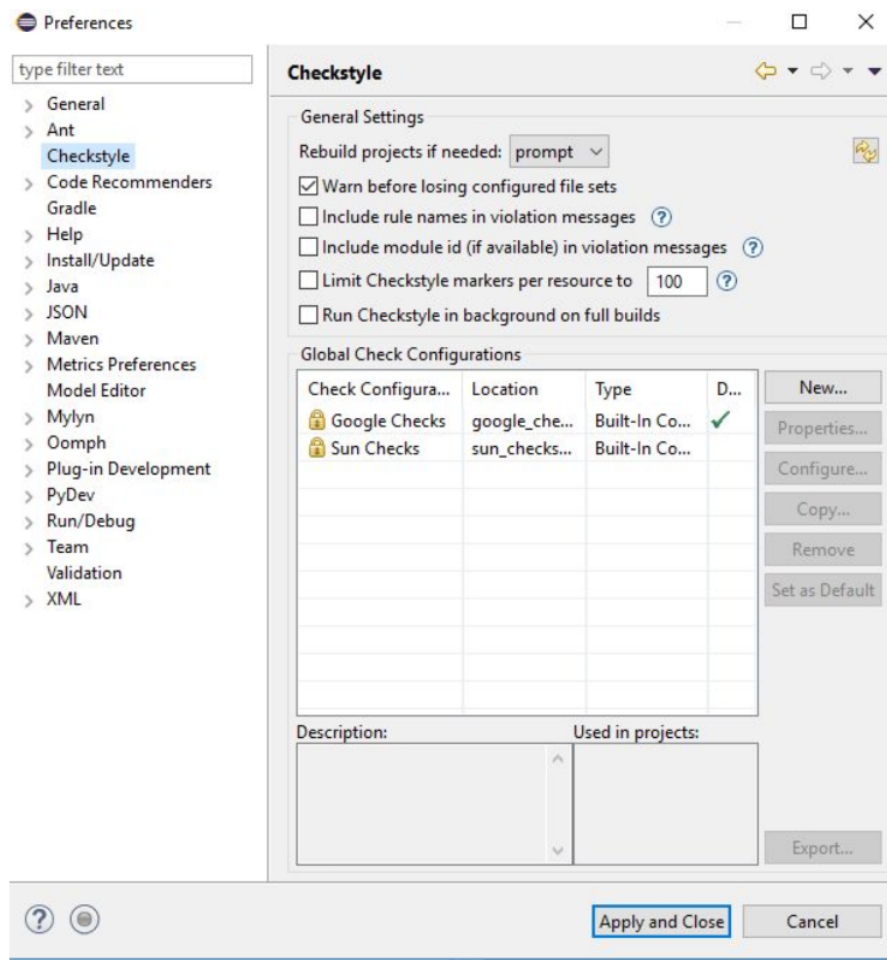 Preferences
type filter text
General
Ant
Checkstyle
Code Recommenders
Gradle
Help
Install/Update
Java
JSON
Maven
Metrics Preferences
Model Editor
Mylyn
Oomph
Plug-in Development
PyDev
Run/Debug
Team
Validation
XML
Checkstyle
General Settings
Rebuild projects if needed: prompt
Warn before losing configured file sets
Include rule names in violation messages ?
Include module id (if available) in violation messages ?
Limit Checkstyle markers per resource to 100 ?
Run Checkstyle in background on full builds
Global Check Configurations
Check Configura... Location Type D...
Google Checks google_che... Built-In Co...
Sun Checks sun_checks... Built-In Co...
New...
Properties...
Configure...
Copy...
Remove
Set as Default
Description: Used in projects:
Export...
? Apply and Close Cancel